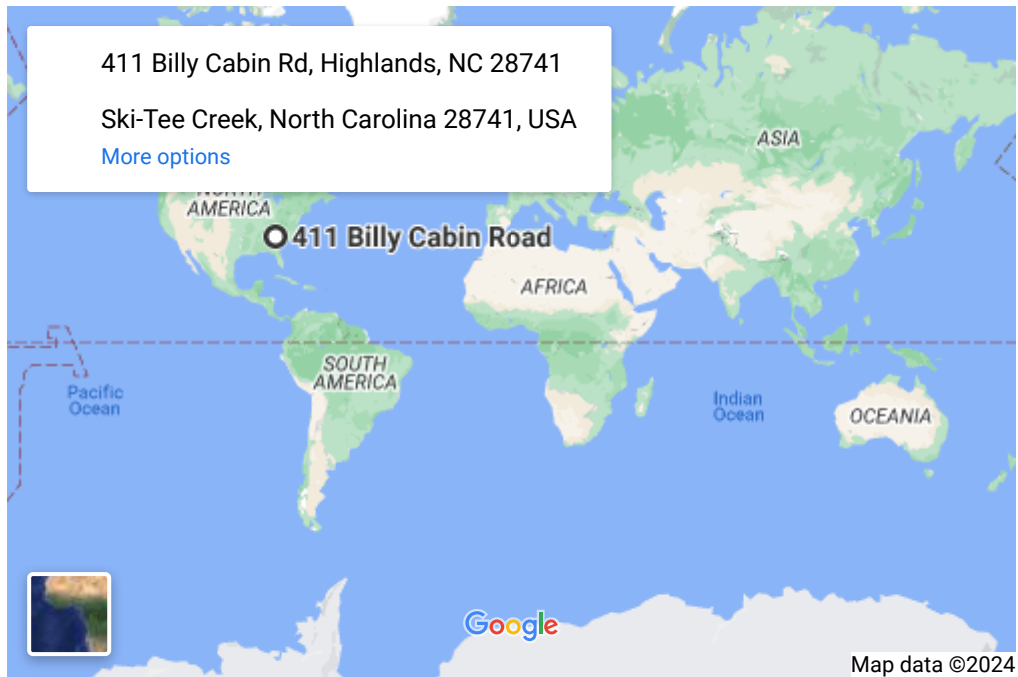 411 Billy Cabin Rd, Highlands, NC 28741
Ski-Tee Creek, North Carolina 28741, USA
More options
NORTH
AMERICA
ASIA
411 Billy Cabin Road
AFRICA
SOUTH
AMERICA
Pacific
Ocean
Indian
Ocean
OCEANIA
Google
Map data ©2024